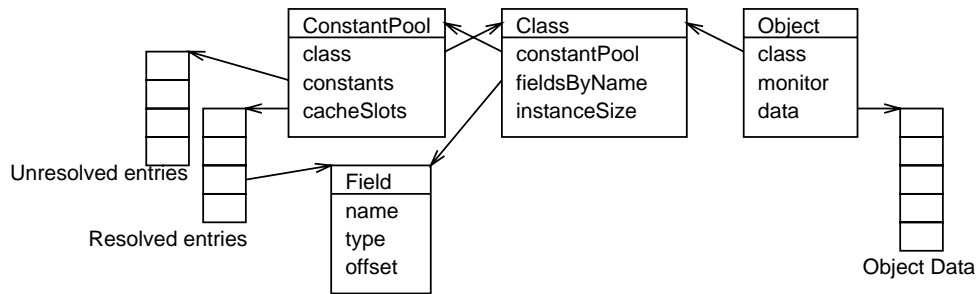 ConstantPool
class
constants
cacheSlots
Class
constantPool
fieldsByName
instanceSize
Object
class
monitor
data
Unresolved entries
Resolved entries
Field
name
type
offset
Object Data